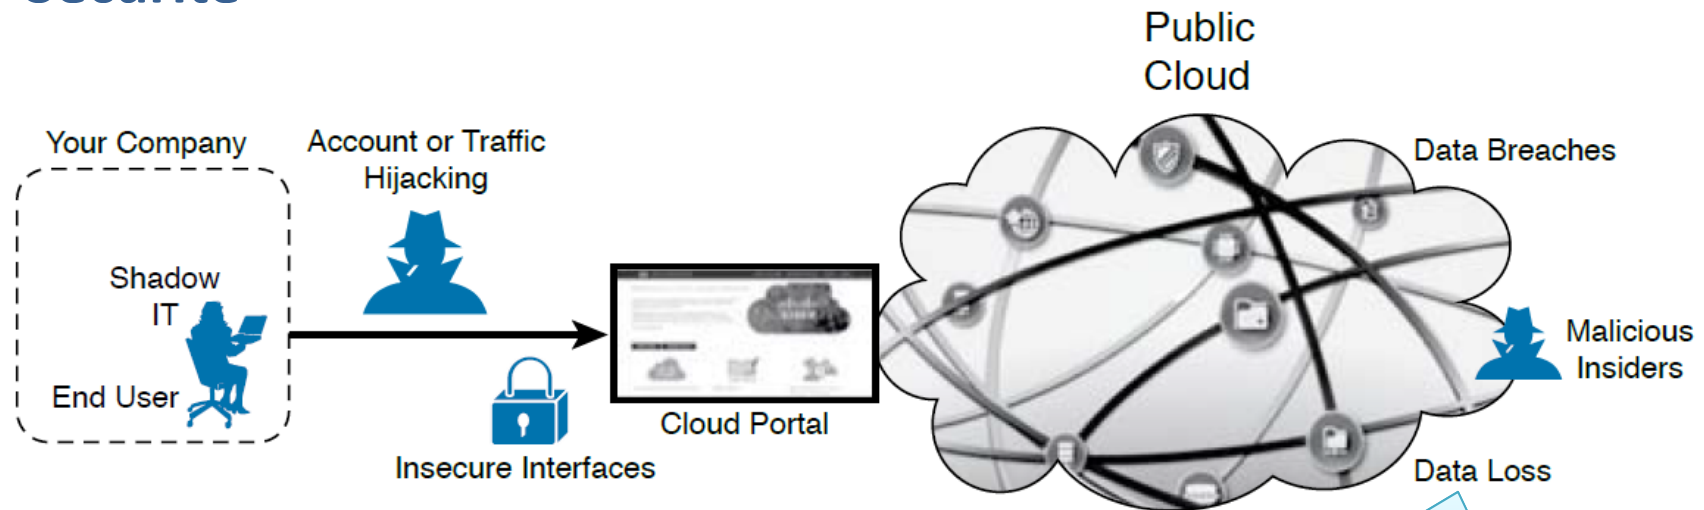 Public
Cloud
Your Company
Account or Traffic
Hijacking
Data Breaches
Shadow
IT
End User
Malicious
Insiders
Cloud Portal
Insecure Interfaces
Data Loss